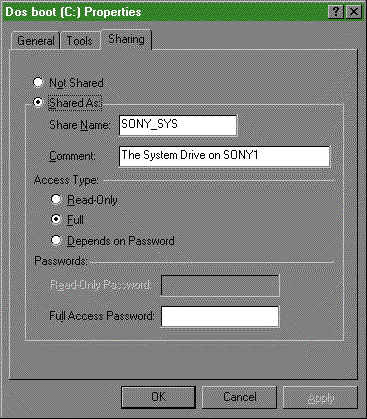 Dos boot (C:) Properties
General Tools Sharing
Not Shared
Shared As:
Share Name: SONY_SYS
Comment: The System Drive on SONY1
Access Type:
Read-Only
Full
Depends on Password
Passwords:
Read-Only Password:
Full Access Password:
OK Cancel Apply